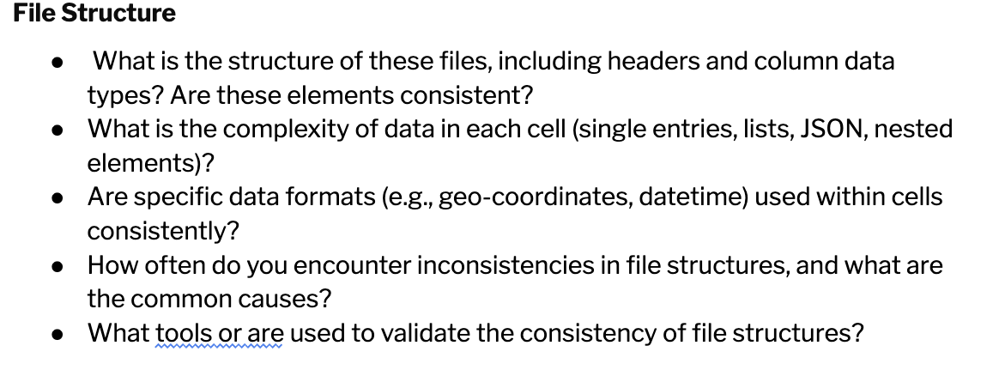 File Structure
● What is the structure of these files, including headers and column data
types? Are these elements consistent?
● What is the complexity of data in each cell (single entries, lists, JSON, nested
elements)?
● Are specific data formats (e.g., geo-coordinates, datetime) used within cells
consistently?
● How often do you encounter inconsistencies in file structures, and what are
the common causes?
● What tools or are used to validate the consistency of file structures?